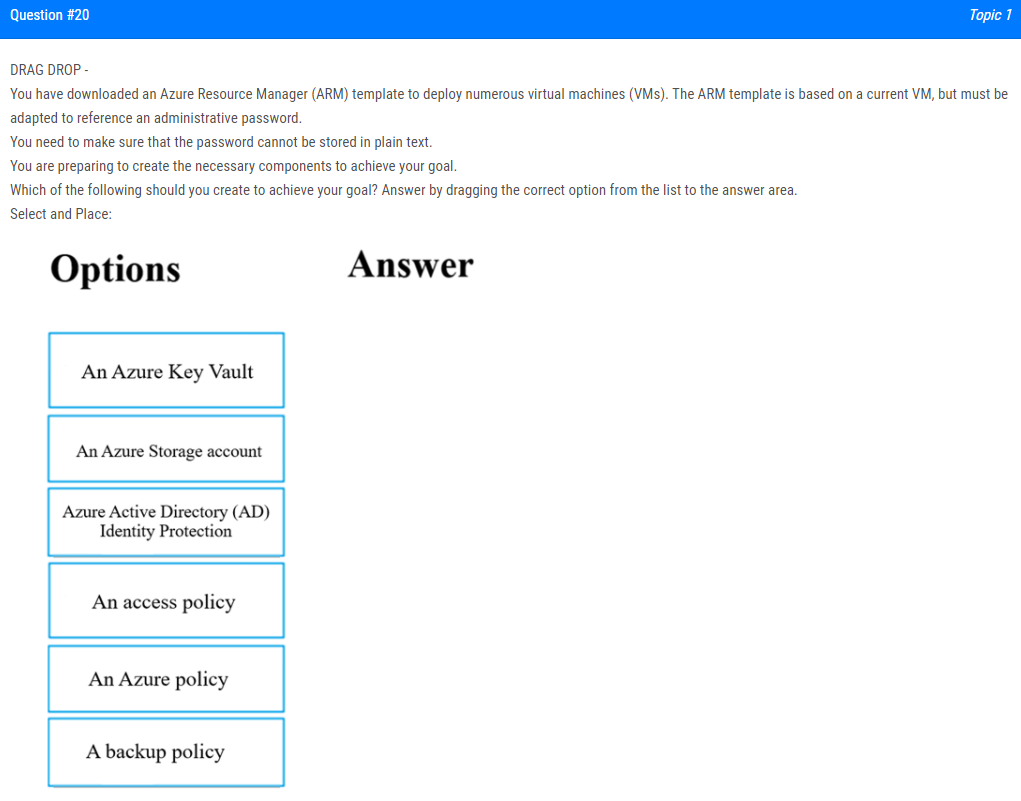 Question #20
Topic 1
DRAG DROP -
You have downloaded an Azure Resource Manager (ARM) template to deploy numerous virtual machines (VMs). The ARM template is based on a current VM, but must be
adapted to reference an administrative password.
You need to make sure that the password cannot be stored in plain text.
You are preparing to create the necessary components to achieve your goal.
Which of the following should you create to achieve your goal? Answer by dragging the correct option from the list to the answer area.
Select and Place:
Options
Answer
An Azure Key Vault
An Azure Storage account
Azure Active Directory (AD)
Identity Protection
An access policy
An Azure policy
A backup policy